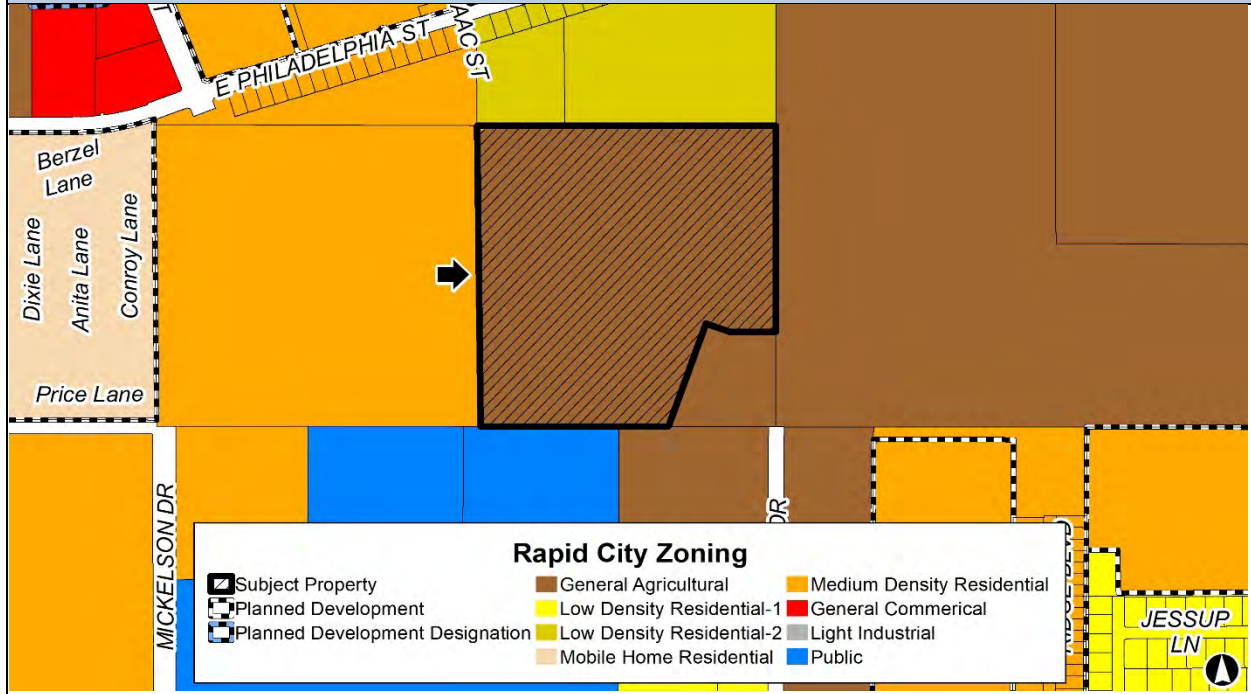 E PHILADELPHIA ST
AAC ST
Berzel
Lane
Dixie Lane
Anita Lane
Conroy Lane
Price Lane
MICKELSON DR
DR
JESSUP
LN
Rapid City Zoning
Subject Property
Planned Development
Planned Development Designation
General Agricultural
Low Density Residential-1
Low Density Residential-2
Mobile Home Residential
Medium Density Residential
General Commerical
Light Industrial
Public